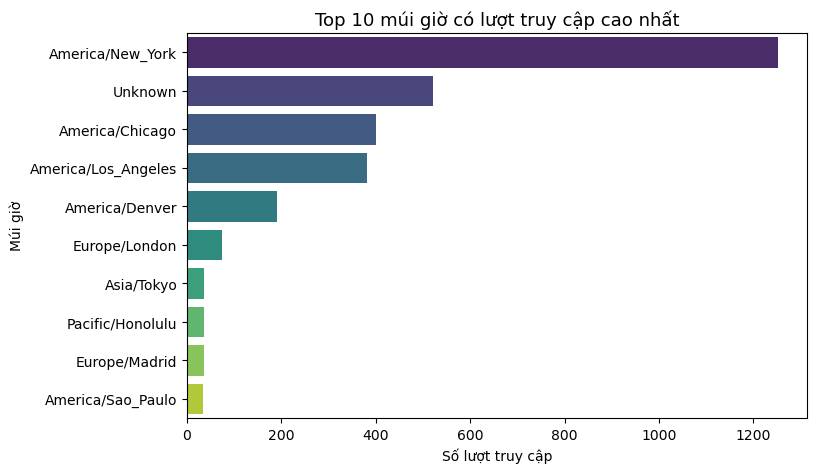 Top 10 múi giờ có lượt truy cập cao nhất
Múi giờ
America/New_York
Unknown
America/Chicago
America/Los_Angeles
America/Denver
Europe/London
Asia/Tokyo
Pacific/Honolulu
Europe/Madrid
America/Sao_Paulo
0 200 400 600 800 1000 1200
Số lượt truy cập